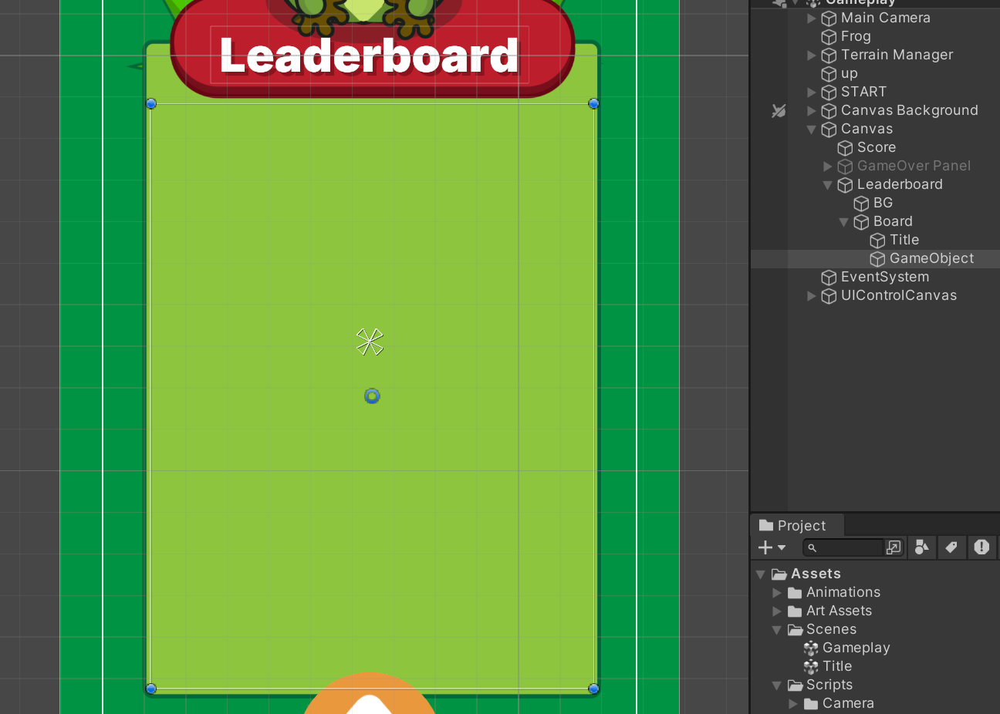 Leaderboard
Gameplay
Main Camera
Frog
Terrain Manager
up
START
Canvas Background
Canvas
Score
GameOver Panel
Leaderboard
BG
Board
Title
GameObject
EventSystem
UIControlCanvas
Project
Assets
Animations
Art Assets
Scenes
Gameplay
Title
Scripts
Camera